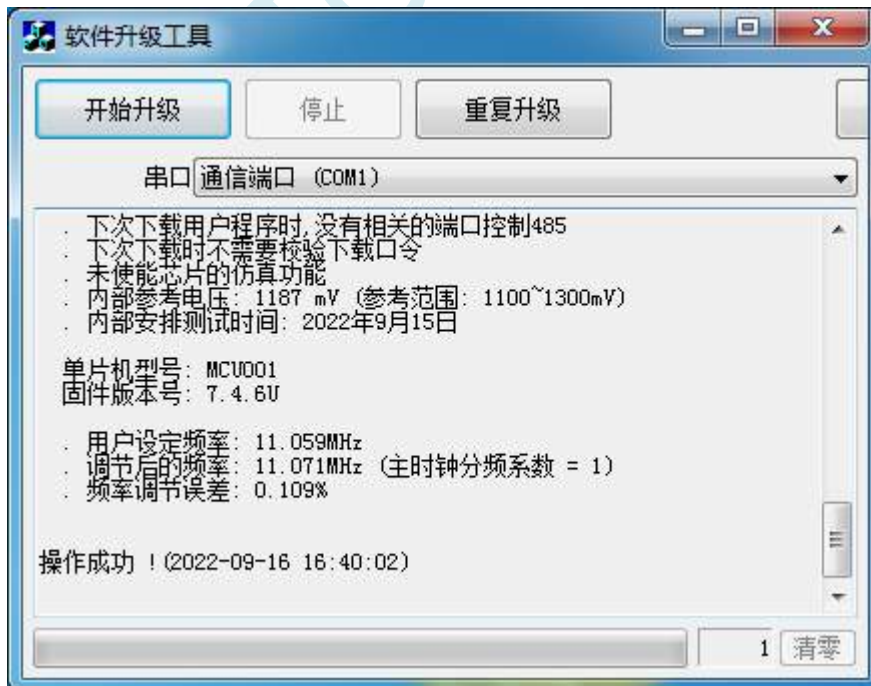 软件升级工具
开始升级 停止 重复升级
串口 通信端口 (COM1)
. 下次下载用户程序时,没有相关的端口控制485
. 下次下载时不需要校验下载口令
. 未使能芯片的仿真功能
. 内部参考电压: 1187 mV (参考范围: 1100~1300mV)
. 内部安排测试时间: 2022年9月15日
单片机型号: MCU001
固件版本号: 7.4.6U
. 用户设定频率: 11.059MHz
. 调节后的频率: 11.071MHz (主时钟分频系数 = 1)
. 频率调节误差: 0.109%
操作成功 !(2022-09-16 16:40:02)
1 清零